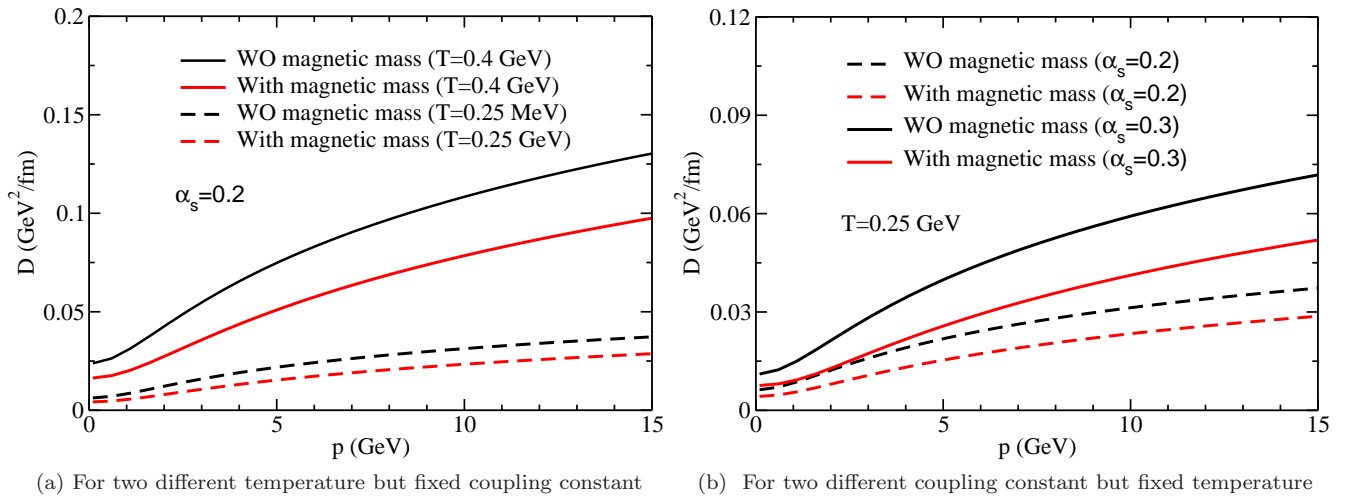 0.2
0.15
0.1
0.05
0
D (GeV²/fm)
WO magnetic mass (T=0.4 GeV)
With magnetic mass (T=0.4 GeV)
WO magnetic mass (T=0.25 MeV)
With magnetic mass (T=0.25 GeV)
αₛ=0.2
0 5 10 15
p (GeV)
(a) For two different temperature but fixed coupling constant
0.12
0.09
0.06
0.03
0
D (GeV²/fm)
WO magnetic mass (αₛ=0.2)
With magnetic mass (αₛ=0.2)
WO magnetic mass (αₛ=0.3)
With magnetic mass (αₛ=0.3)
T=0.25 GeV
0 5 10 15
p (GeV)
(b) For two different coupling constant but fixed temperature